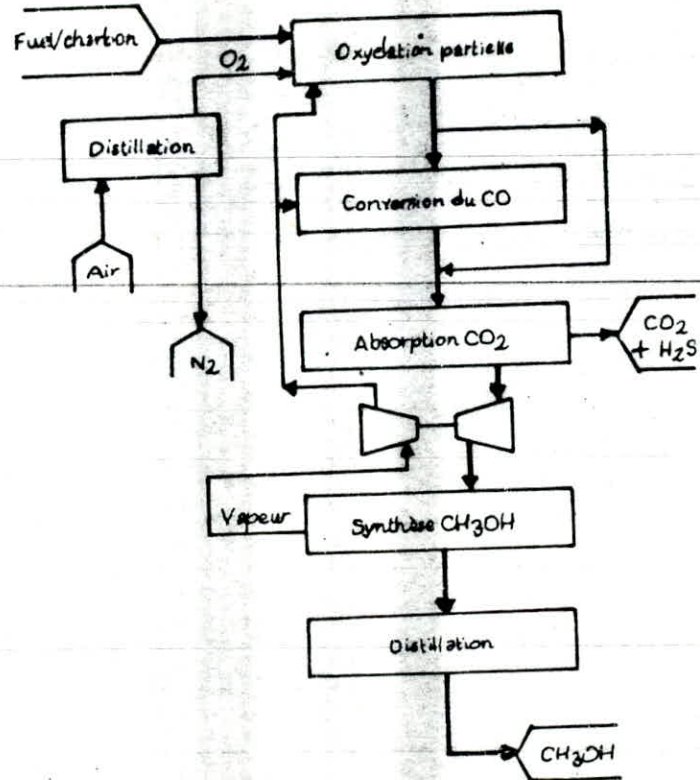 Fuel/charbon
O2
Oxydation partielle
Distillation
Conversion du CO
Air
N2
Absorption CO2
CO2
+ H2S
Vapeur
Synthèse CH3OH
Distillation
CH3OH